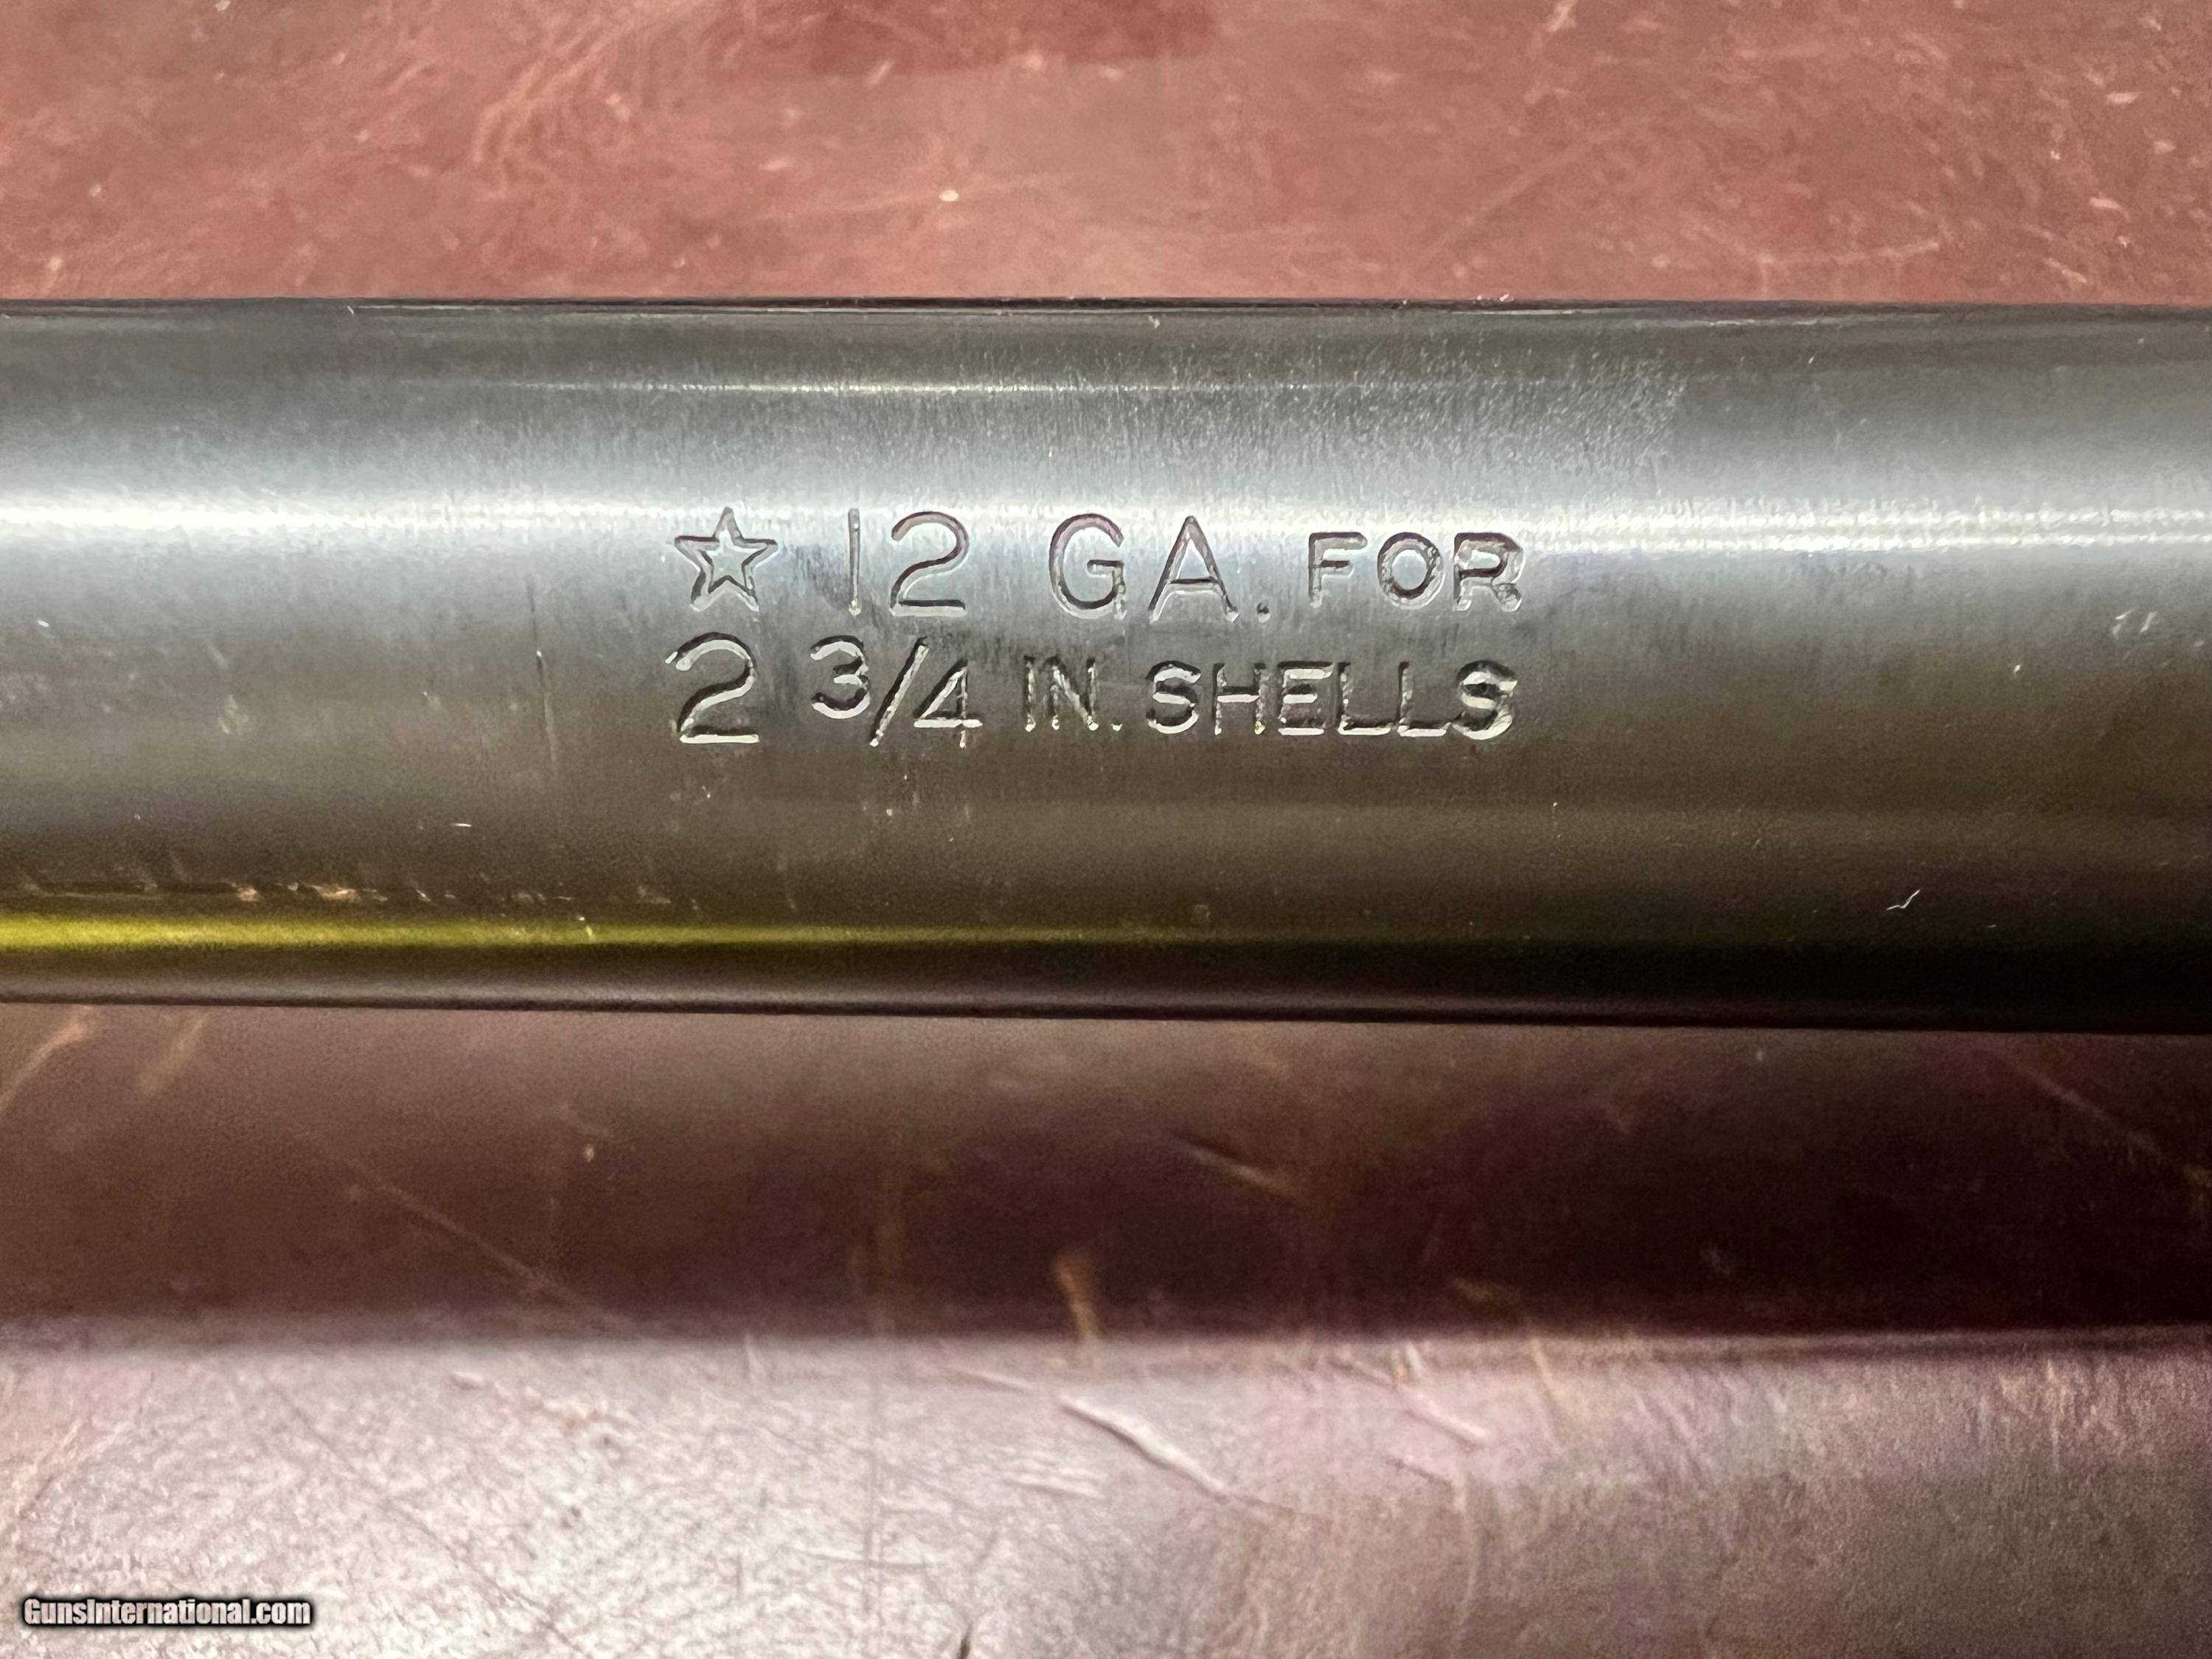 ☆ 12 GA. FOR
2 3/4 IN. SHELLS
GunsInternational.com